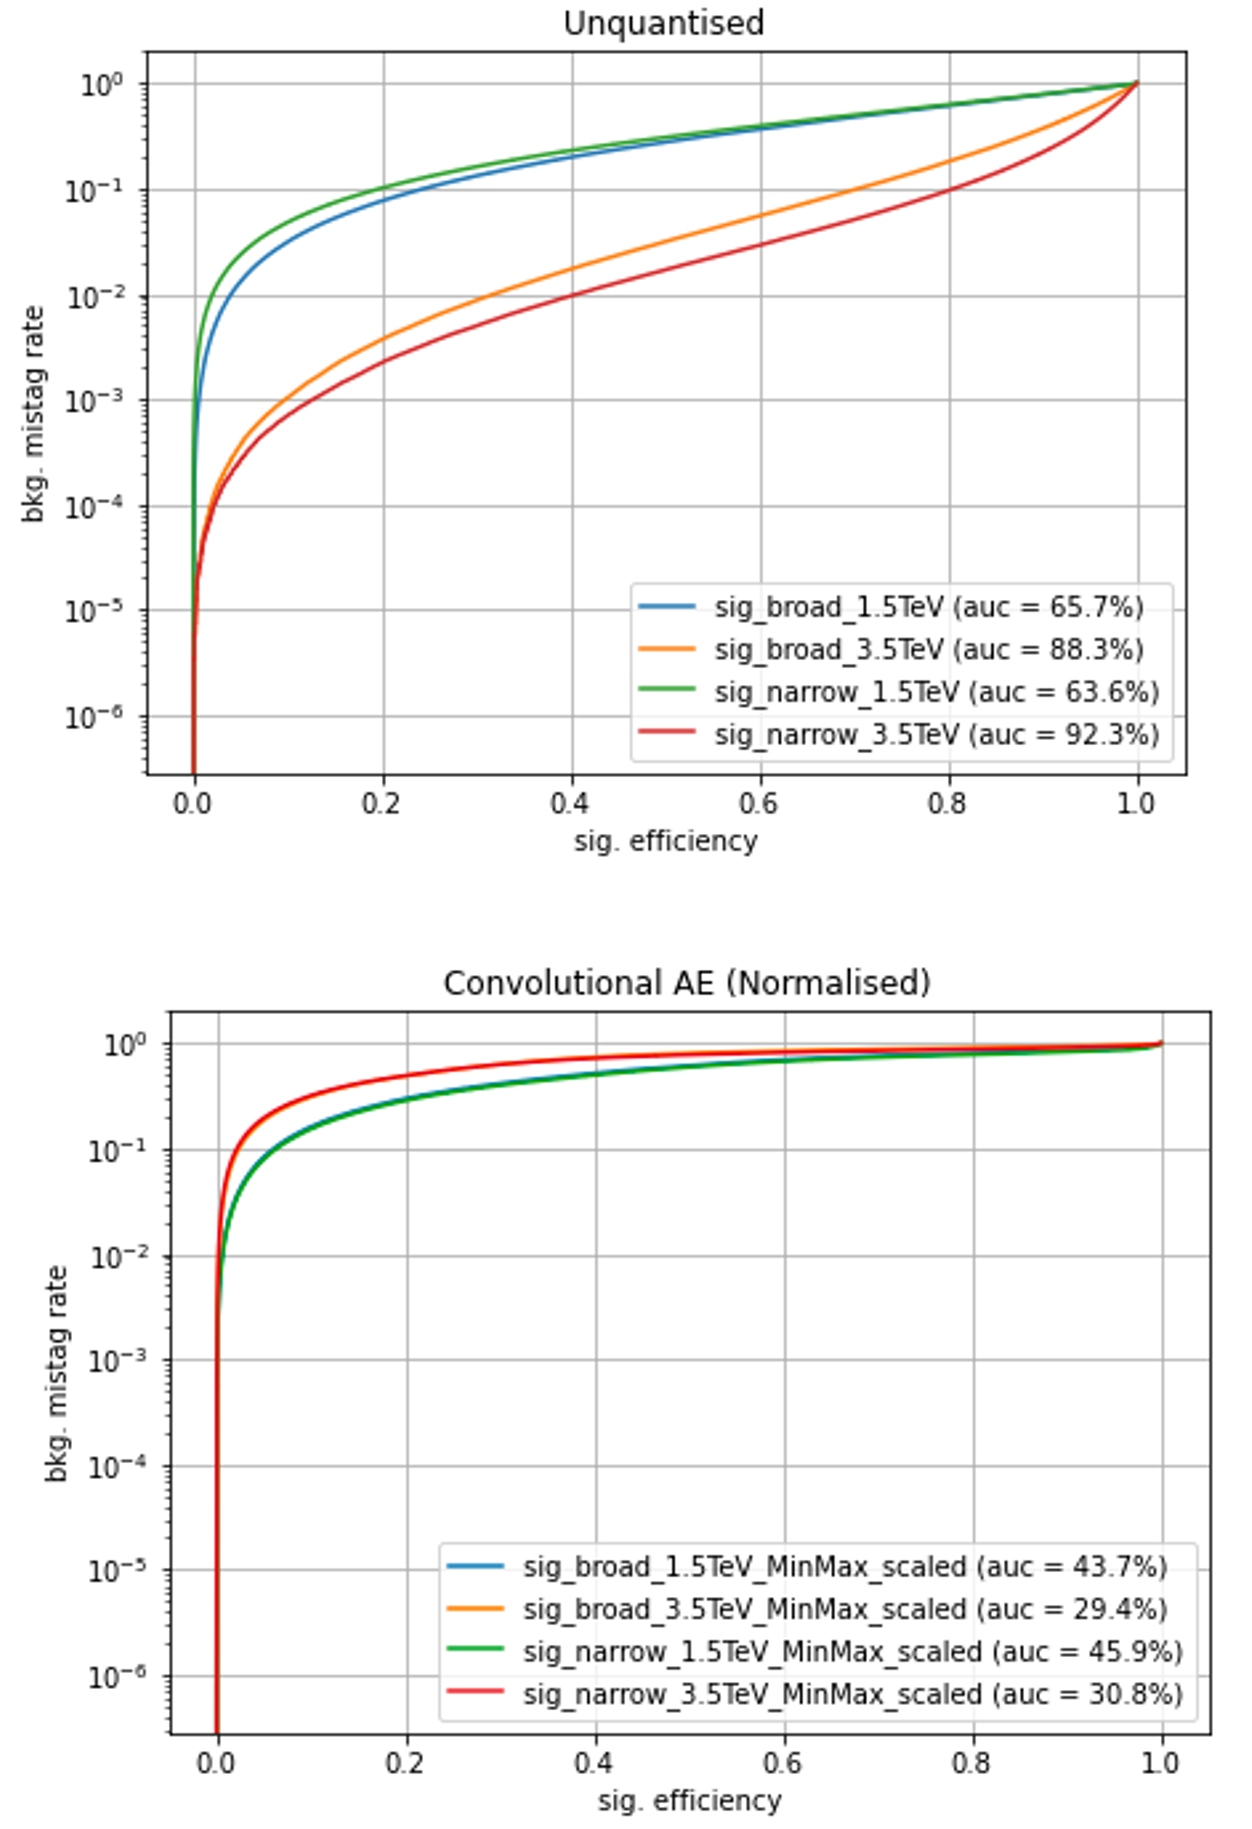 Unquantised
bkg. mistag rate
10⁰
10⁻¹
10⁻²
10⁻³
10⁻⁴
10⁻⁵
10⁻⁶
sig_broad_1.5TeV (auc = 65.7%)
sig_broad_3.5TeV (auc = 88.3%)
sig_narrow_1.5TeV (auc = 63.6%)
sig_narrow_3.5TeV (auc = 92.3%)
0.0 0.2 0.4 0.6 0.8 1.0
sig. efficiency
Convolutional AE (Normalised)
bkg. mistag rate
10⁰
10⁻¹
10⁻²
10⁻³
10⁻⁴
10⁻⁵
10⁻⁶
sig_broad_1.5TeV_MinMax_scaled (auc = 43.7%)
sig_broad_3.5TeV_MinMax_scaled (auc = 29.4%)
sig_narrow_1.5TeV_MinMax_scaled (auc = 45.9%)
sig_narrow_3.5TeV_MinMax_scaled (auc = 30.8%)
0.0 0.2 0.4 0.6 0.8 1.0
sig. efficiency